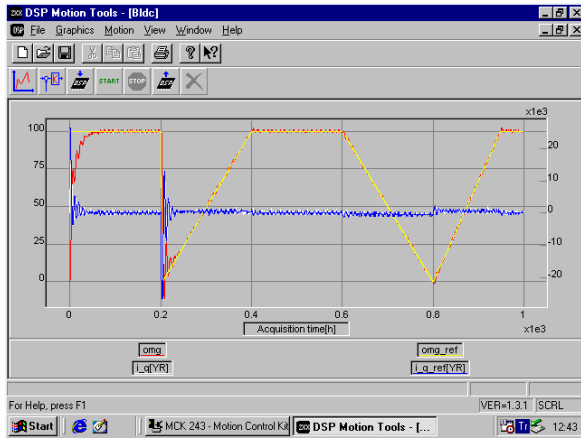 DSP Motion Tools - [Bldc]
File Graphics Motion View Window Help
START STOP
x1e3
100
75
50
25
0
20
10
0
-10
-20
0 0.2 0.4 0.6 0.8 1
Acquisition time[h] x1e3
omg omg_ref
i_q[YR] i_q_ref[YR]
For Help, press F1 VER=1.3.1 SCRL
Start MCK 243 - Motion Control Kit DSP Motion Tools - [... Tr 12:43